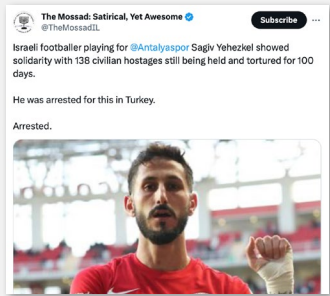 The Mossad: Satirical, Yet Awesome
@TheMossadIL
Subscribe
Israeli footballer playing for @Antalyaspor Sagiv Yehezkel showed
solidarity with 138 civilian hostages still being held and tortured for 100
days.
He was arrested for this in Turkey.
Arrested.